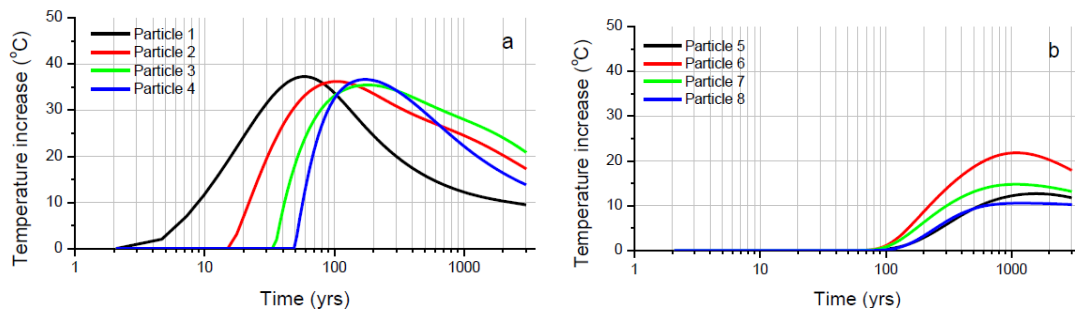 50
40
30
20
10
0
Temperature increase (°C)
Particle 1
Particle 2
Particle 3
Particle 4
a
1
10
100
1000
Time (yrs)
50
40
30
20
10
0
Temperature increase (°C)
Particle 5
Particle 6
Particle 7
Particle 8
b
1
10
100
1000
Time (yrs)